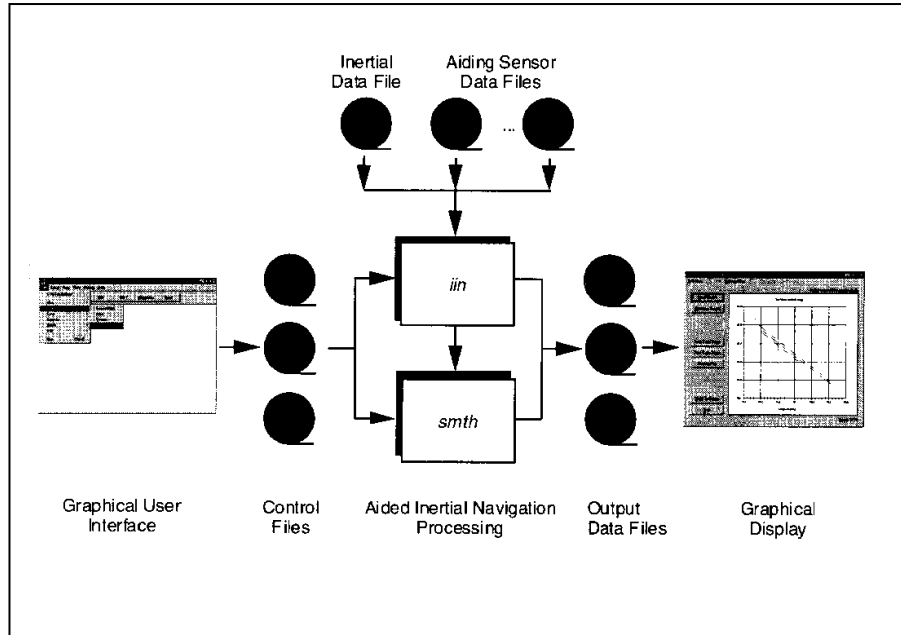 Inertial
Data File
Aiding Sensor
Data Files
...
iin
smth
Graphical User
Interface
Control
Files
Aided Inertial Navigation
Processing
Output
Data Files
Graphical
Display